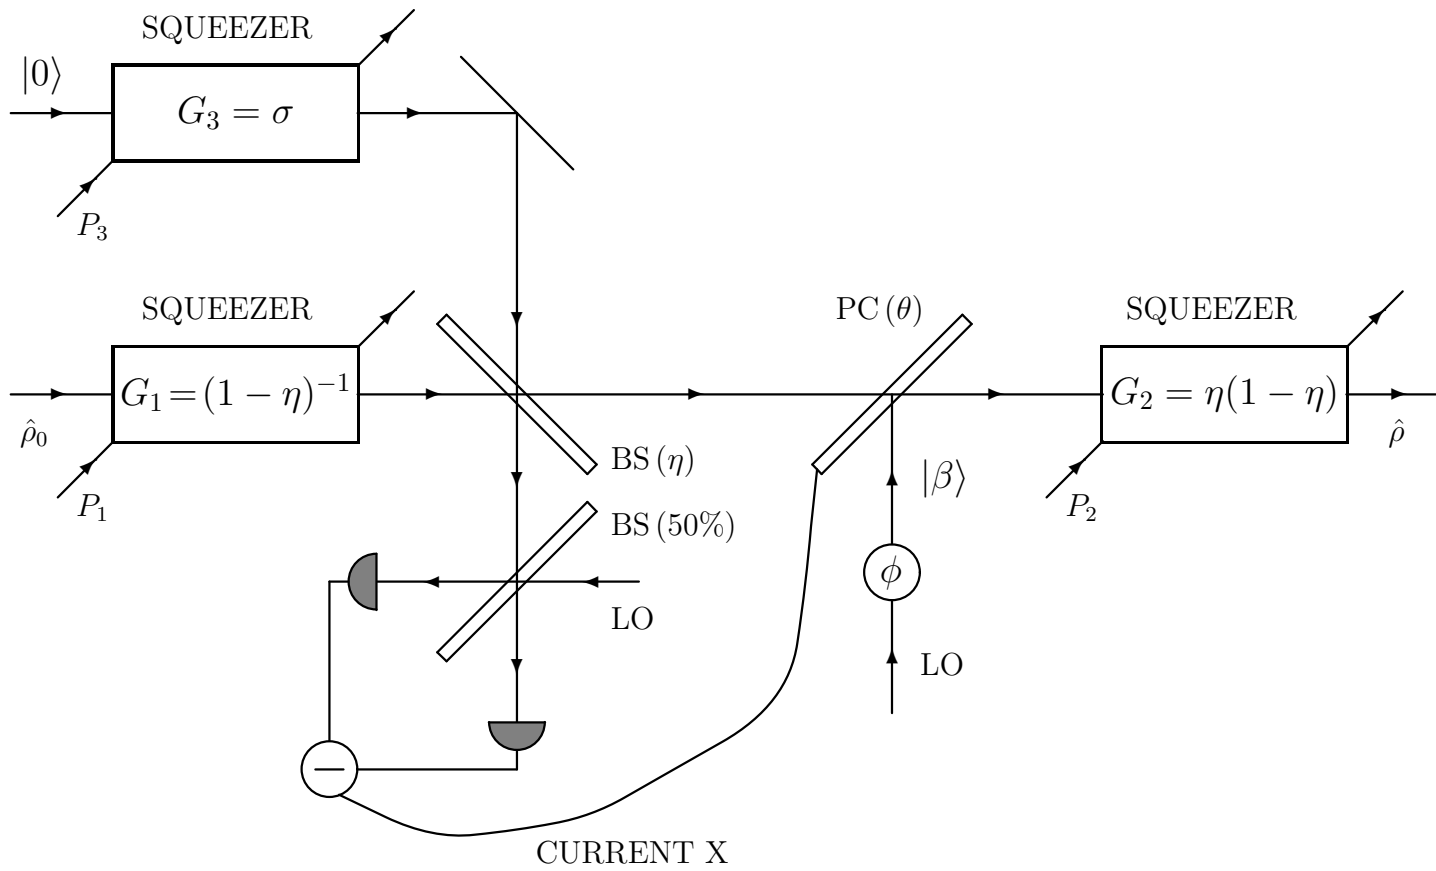 SQUEEZER
|0⟩
G₃ = σ
P₃
SQUEEZER
G₁=(1 − η)⁻¹
ρ̂₀
P₁
BS (η)
BS (50%)
LO
PC (θ)
|β⟩
ϕ
LO
SQUEEZER
G₂ = η(1 − η)
ρ̂
P₂
−
CURRENT X